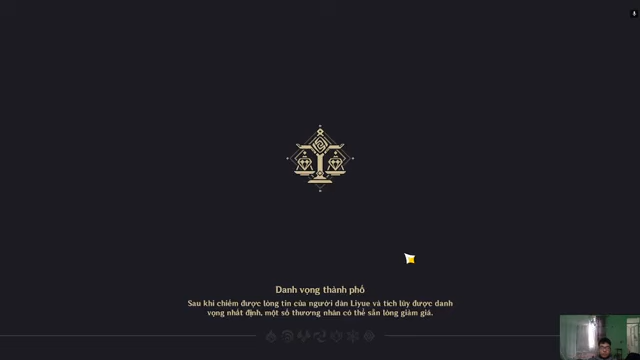 Danh vọng thành phố
Sau khi chiếm được lòng tin của người dân Liyue và tích lũy được danh
vọng nhất định, một số thương nhân có thể sẵn lòng giảm giá.